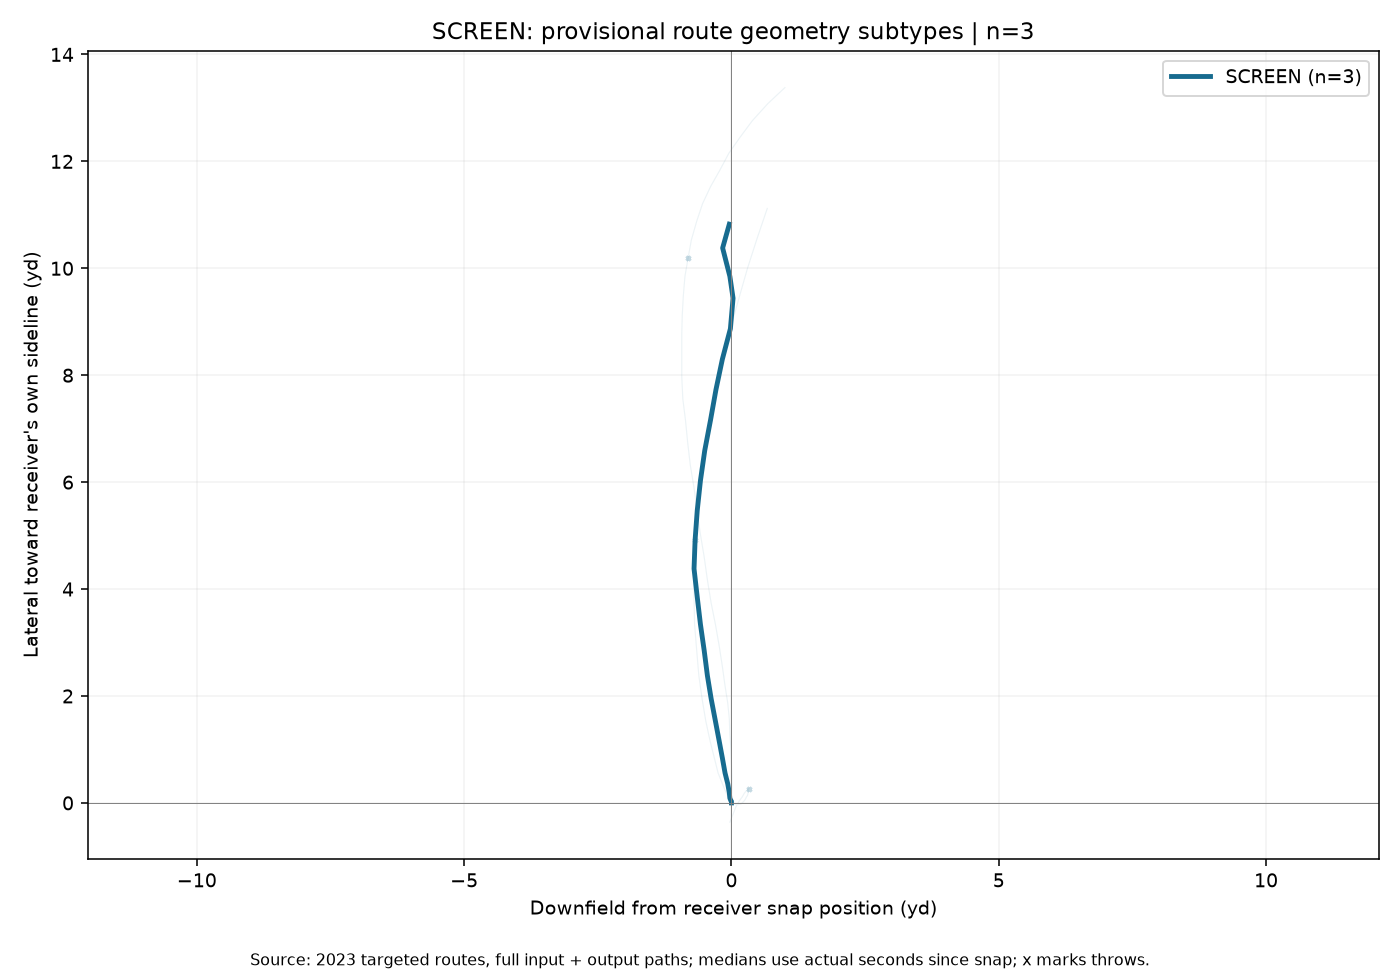 SCREEN: provisional route geometry subtypes | n=3
SCREEN (n=3)
14
12
10
8
6
4
2
0
Lateral toward receiver's own sideline (yd)
−10
−5
0
5
10
Downfield from receiver snap position (yd)
Source: 2023 targeted routes, full input + output paths; medians use actual seconds since snap; x marks throws.